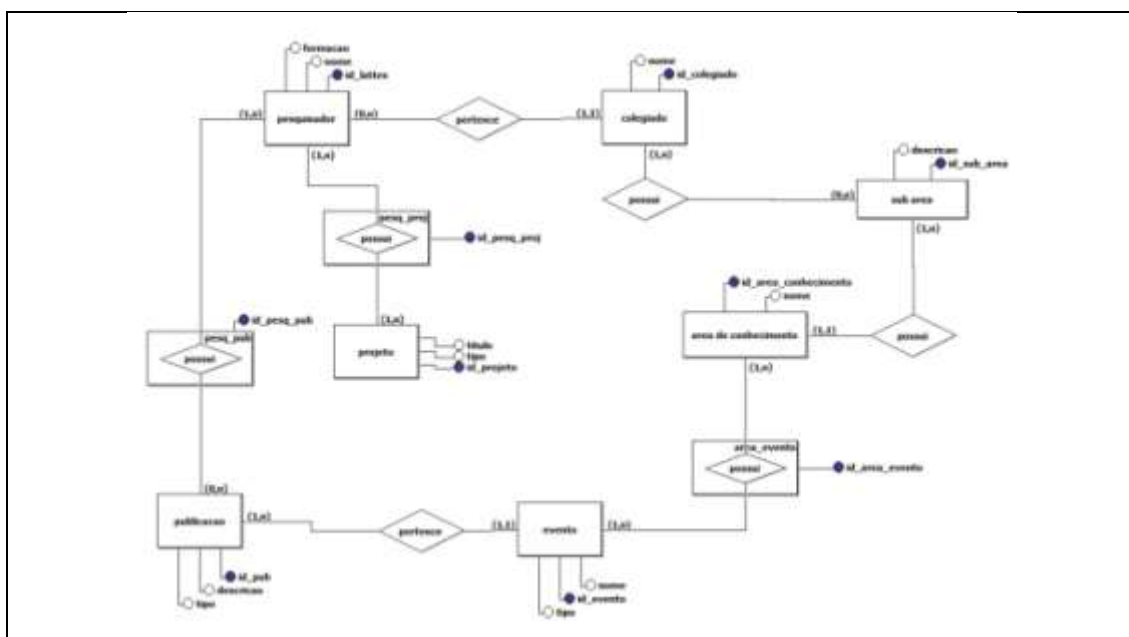 formacao
nome
id_lattes
pesquisador
(1,n)
(0,n)
(1,n)
pertence
(1,1)
nome
id_colegiado
colegiado
(1,n)
possui
(0,n)
descricao
id_sub_area
sub area
(1,n)
possui
(1,1)
id_area_conhecimento
nome
area de conhecimento
(1,n)
pesq_proj
possui
id_pesq_proj
(1,n)
projeto
titulo
tipo
id_projeto
id_pesq_pub
pesq_pub
possui
area_evento
possui
id_area_evento
(0,n)
publicacao
(1,n)
pertence
(1,1)
evento
(1,n)
id_pub
descricao
tipo
nome
id_evento
tipo